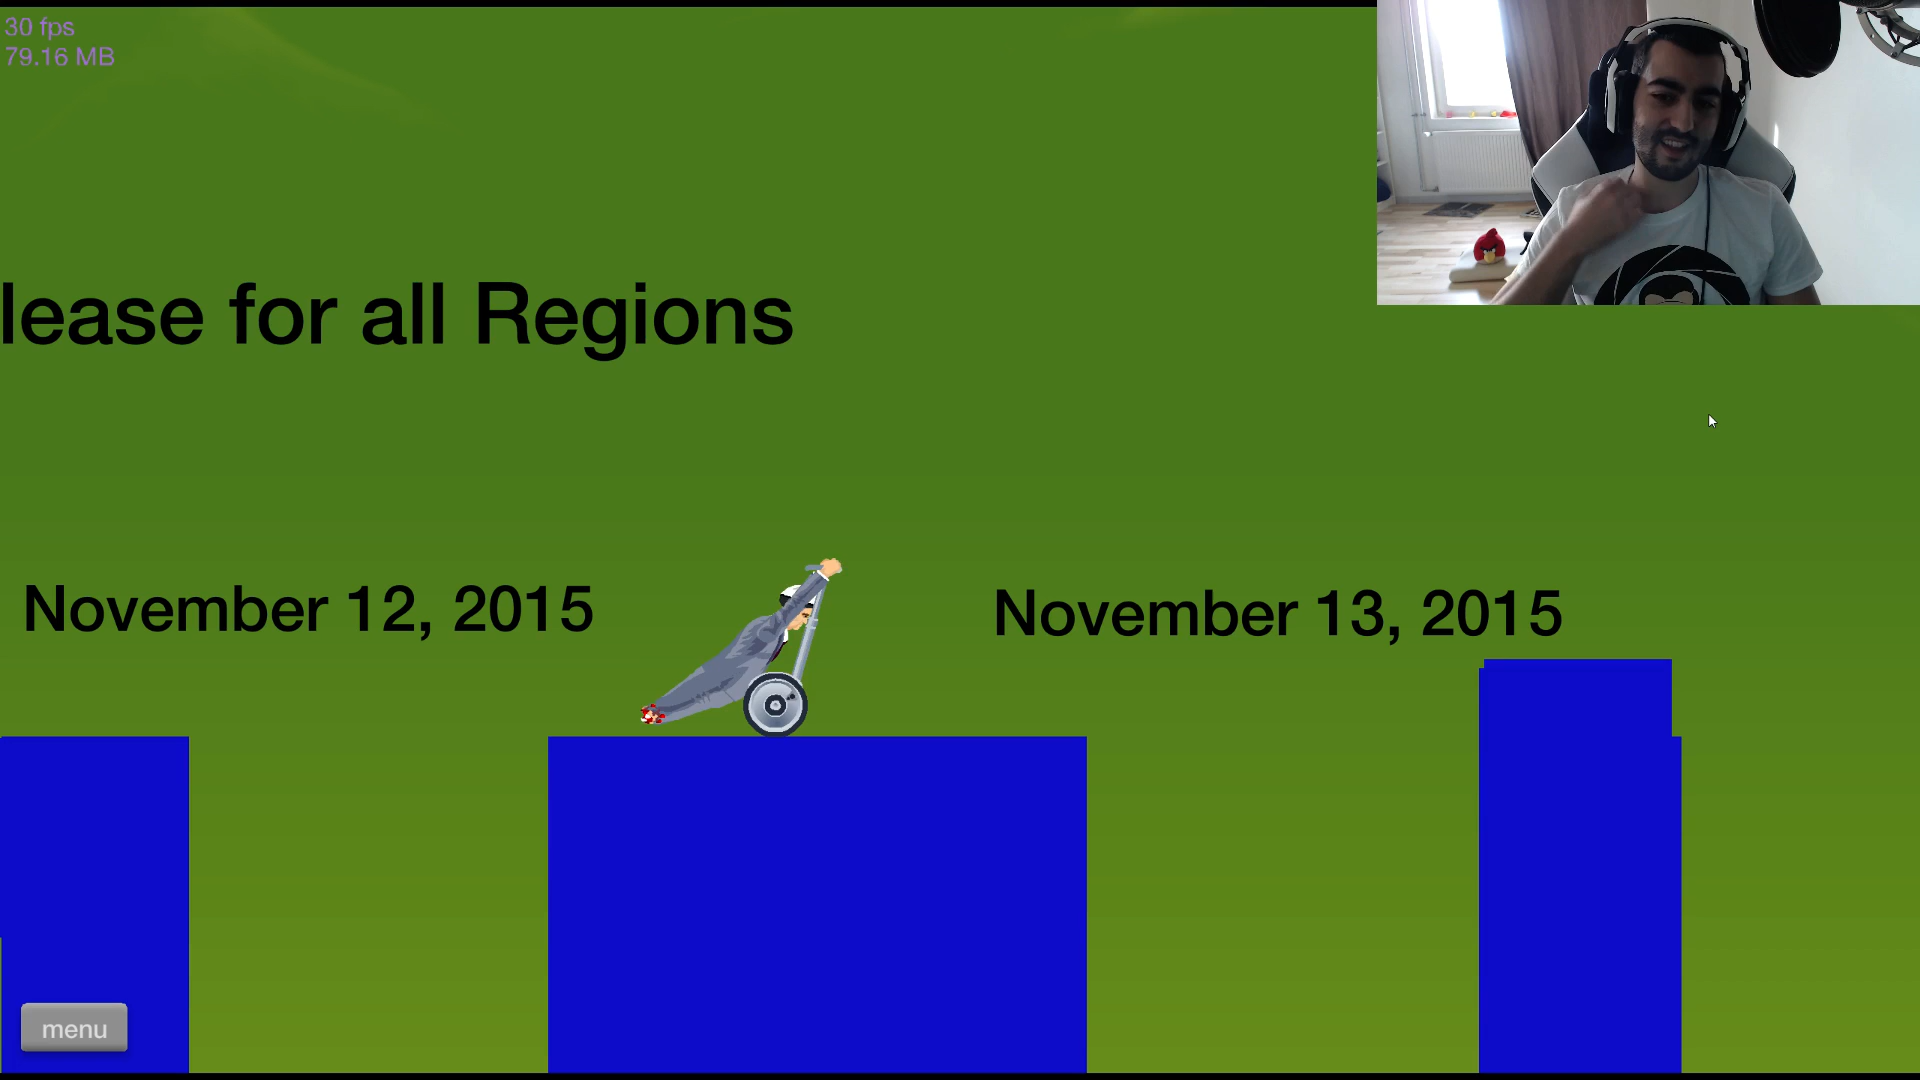 30 fps
79.16 MB
lease for all Regions
November 12, 2015
November 13, 2015
menu